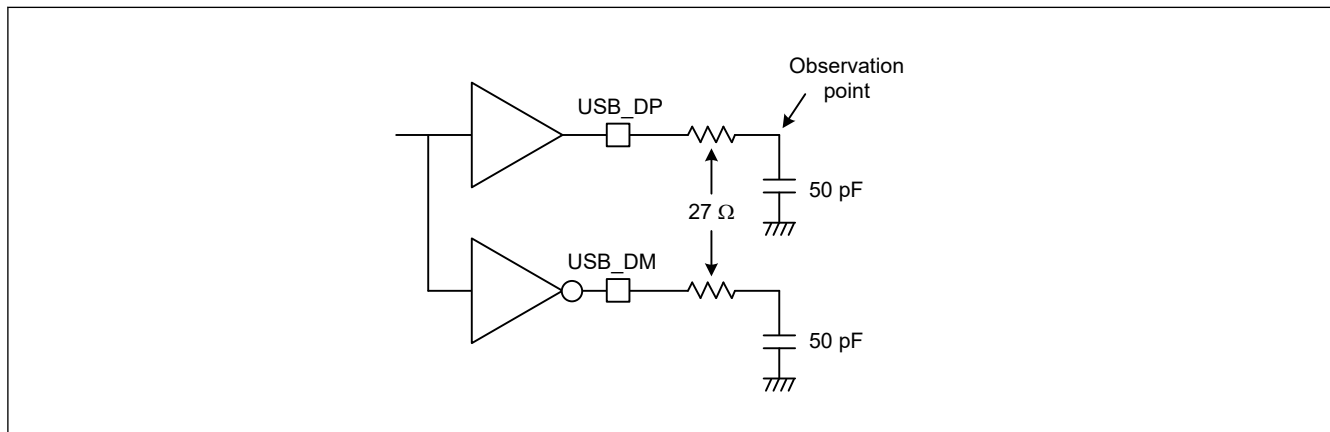 Observation
point
USB_DP
50 pF
27 Ω
USB_DM
50 pF